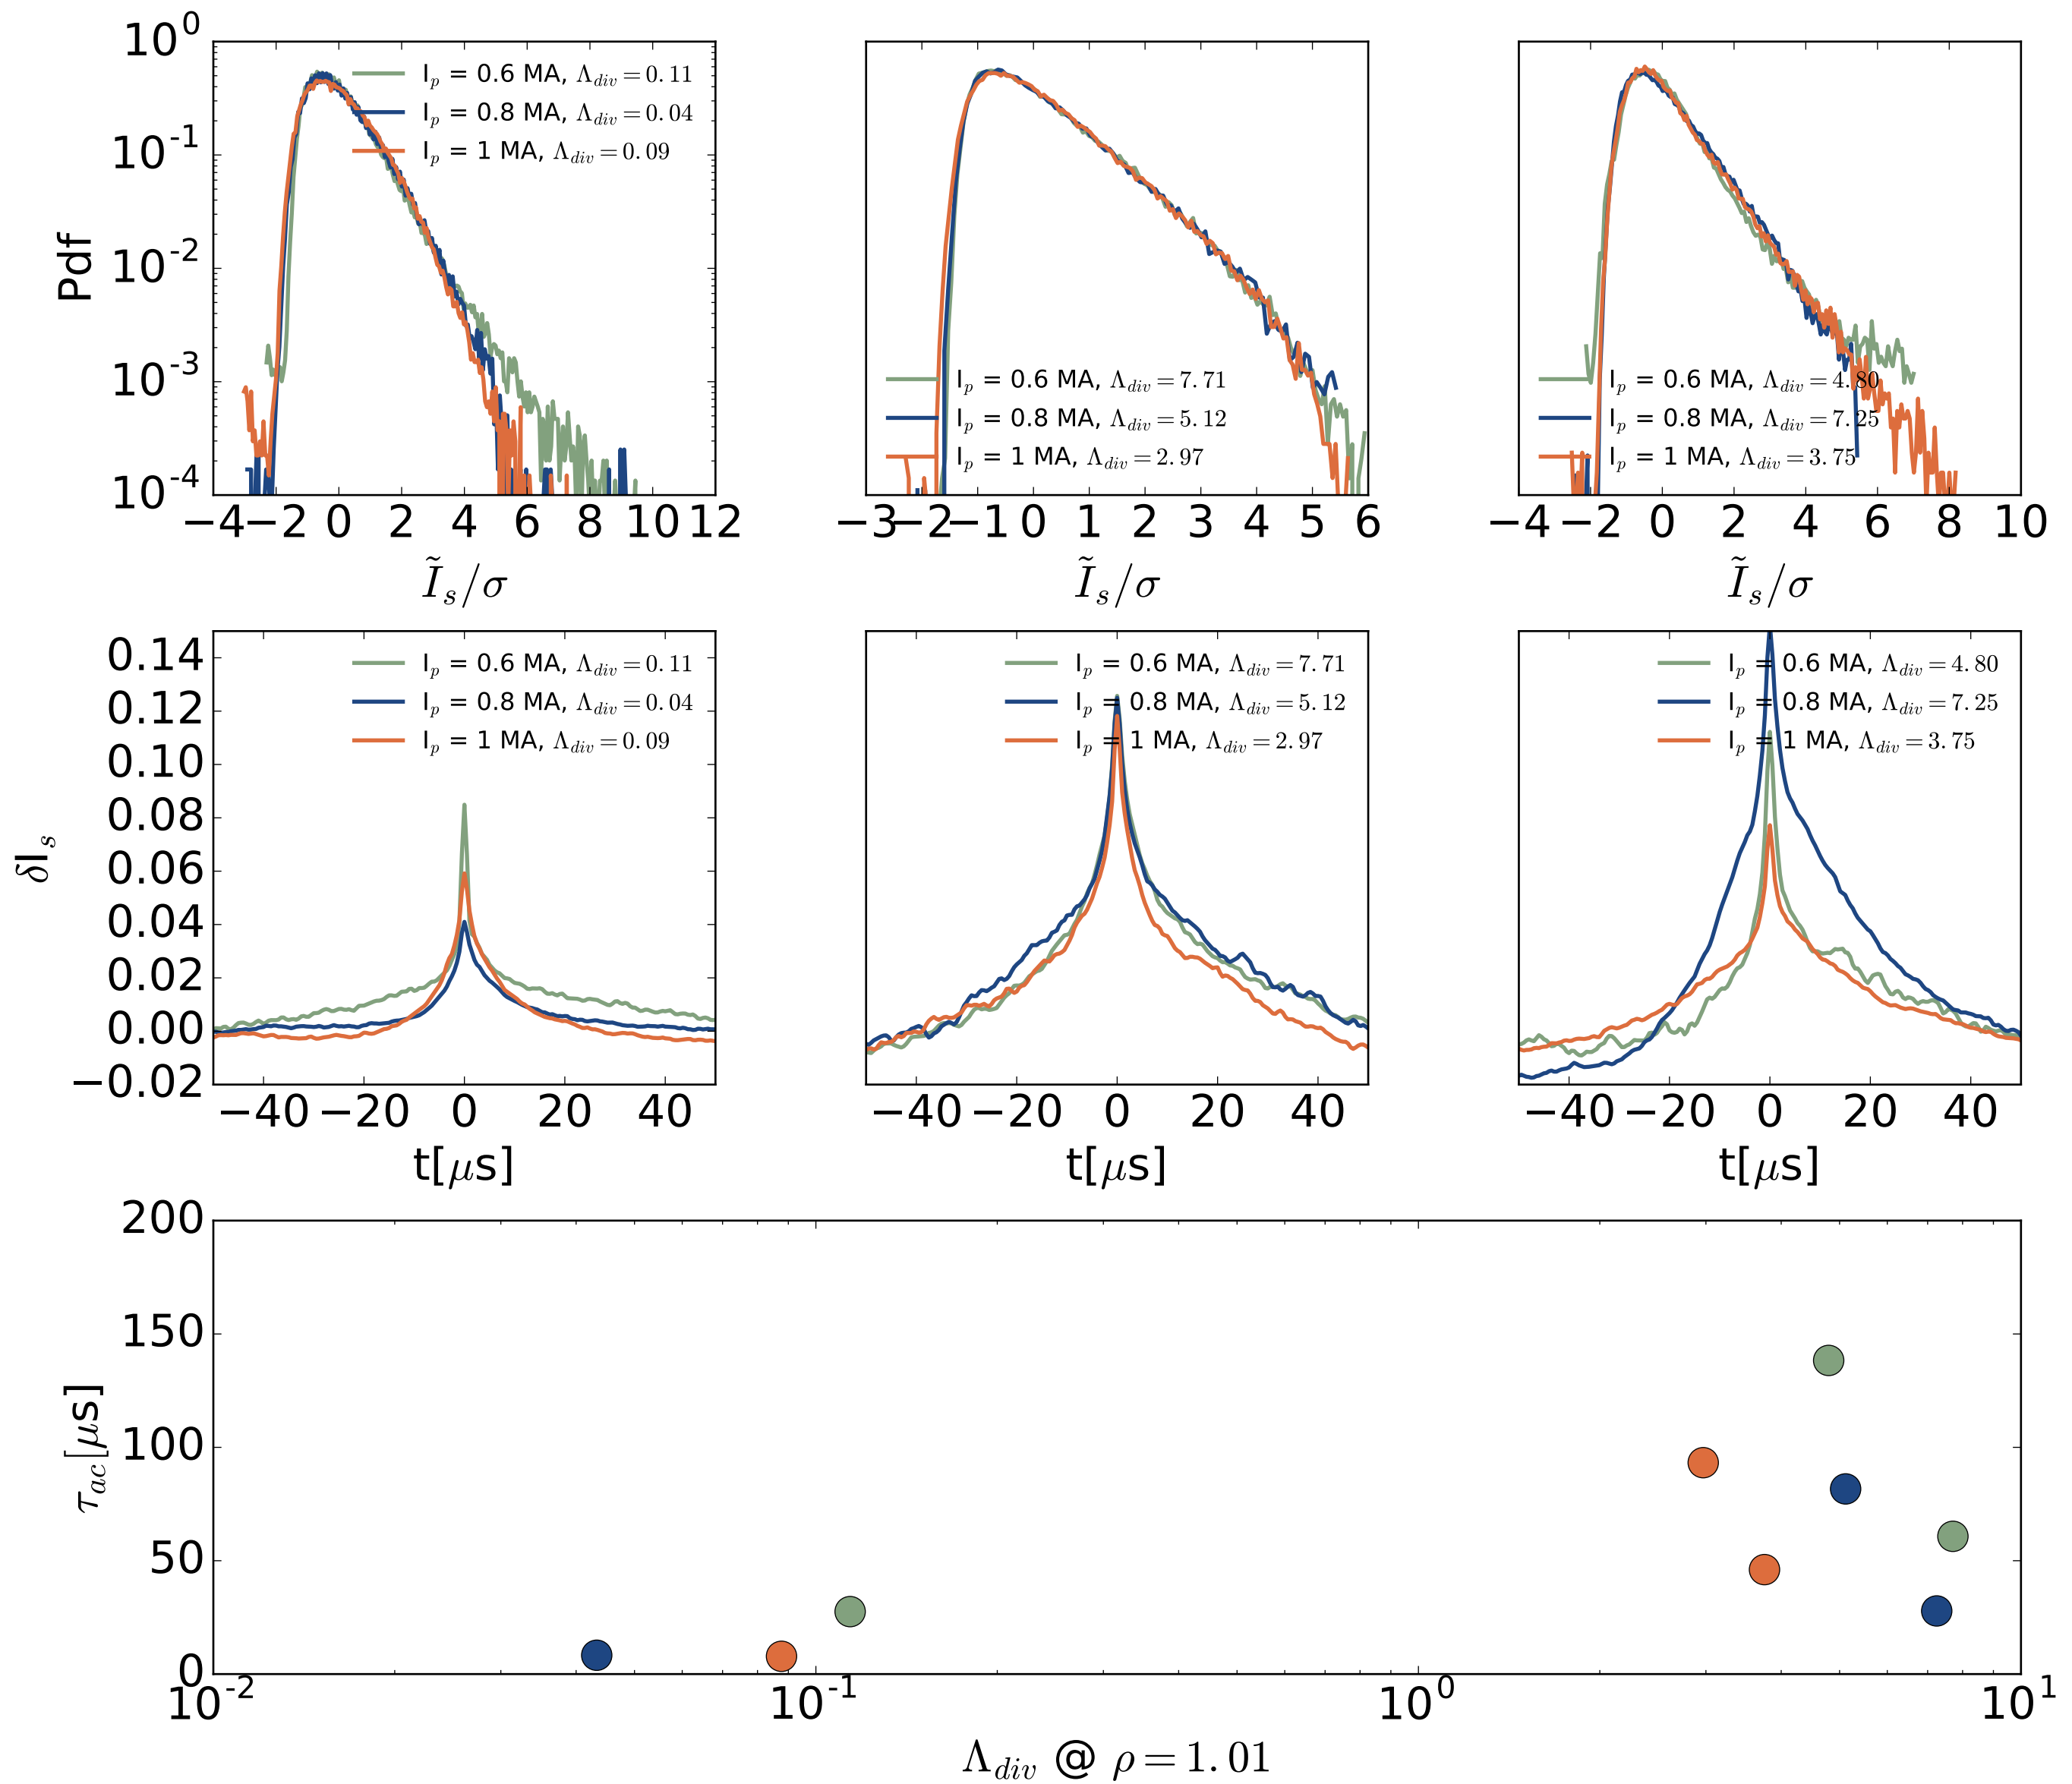 Pdf
10^0
10^-1
10^-2
10^-3
10^-4
I_p = 0.6 MA, Λ_div = 0.11
I_p = 0.8 MA, Λ_div = 0.04
I_p = 1 MA, Λ_div = 0.09
−4 −2 0 2 4 6 8 10 12
Ĩ_s/σ
I_p = 0.6 MA, Λ_div = 7.71
I_p = 0.8 MA, Λ_div = 5.12
I_p = 1 MA, Λ_div = 2.97
−3 −2 −1 0 1 2 3 4 5 6
Ĩ_s/σ
I_p = 0.6 MA, Λ_div = 4.80
I_p = 0.8 MA, Λ_div = 7.25
I_p = 1 MA, Λ_div = 3.75
−4 −2 0 2 4 6 8 10
Ĩ_s/σ
δI_s
0.14
0.12
0.10
0.08
0.06
0.04
0.02
0.00
−0.02
I_p = 0.6 MA, Λ_div = 0.11
I_p = 0.8 MA, Λ_div = 0.04
I_p = 1 MA, Λ_div = 0.09
−40 −20 0 20 40
t[μs]
I_p = 0.6 MA, Λ_div = 7.71
I_p = 0.8 MA, Λ_div = 5.12
I_p = 1 MA, Λ_div = 2.97
−40 −20 0 20 40
t[μs]
I_p = 0.6 MA, Λ_div = 4.80
I_p = 0.8 MA, Λ_div = 7.25
I_p = 1 MA, Λ_div = 3.75
−40 −20 0 20 40
t[μs]
τ_ac[μs]
200
150
100
50
0
10^-2 10^-1 10^0 10^1
Λ_div @ ρ = 1.01